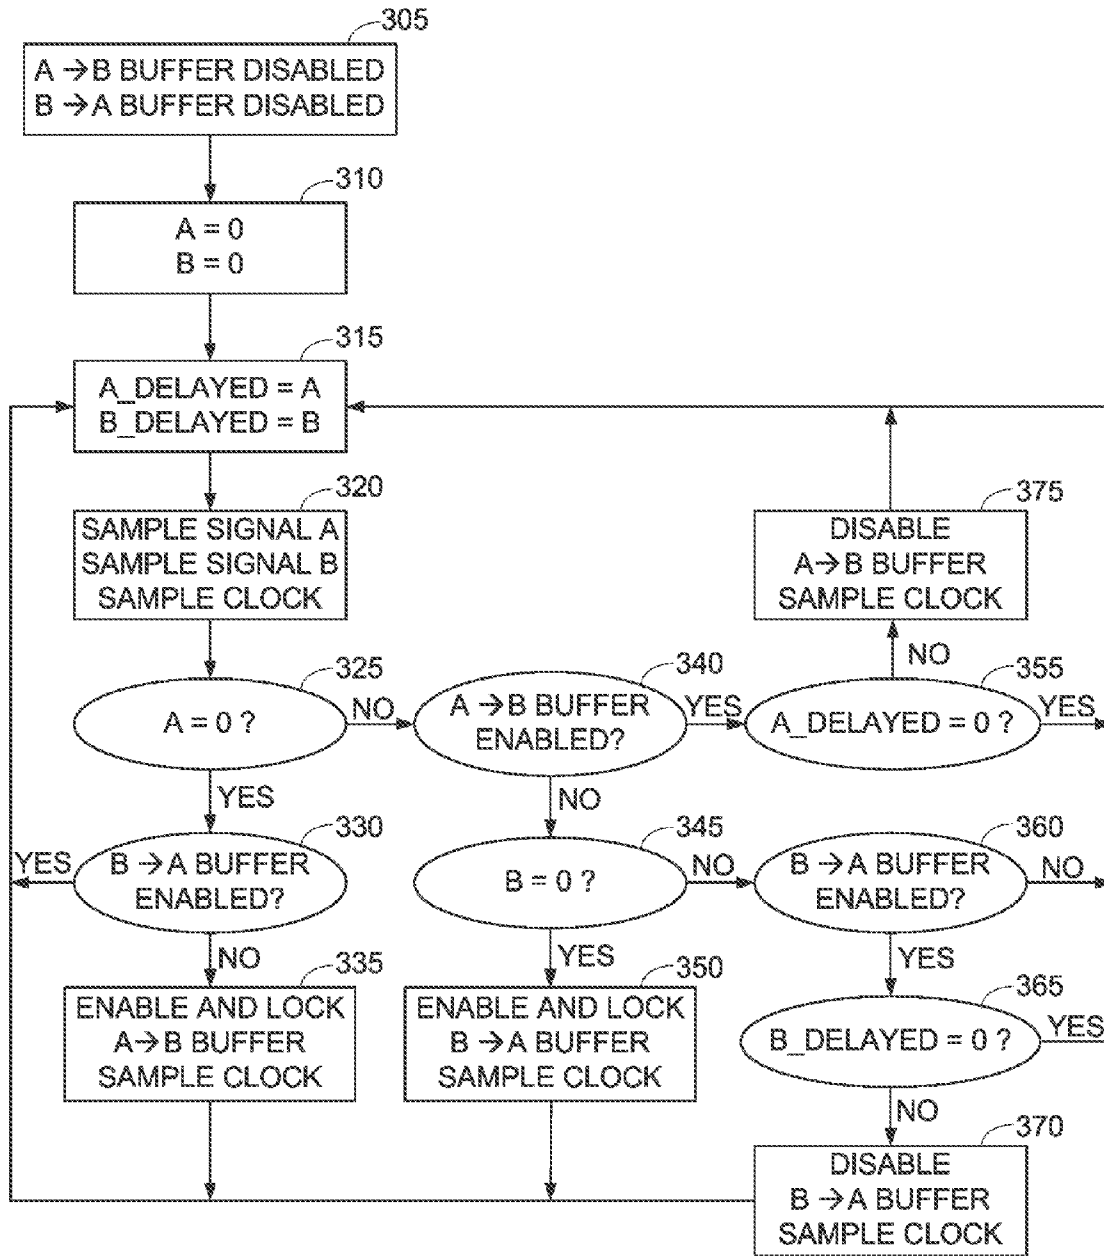 305
A → B BUFFER DISABLED
B → A BUFFER DISABLED
310
A = 0
B = 0
315
A_DELAYED = A
B_DELAYED = B
320
SAMPLE SIGNAL A
SAMPLE SIGNAL B
SAMPLE CLOCK
375
DISABLE
A→B BUFFER
SAMPLE CLOCK
NO
325
A = 0 ?
NO
YES
340
A → B BUFFER
ENABLED?
YES
NO
355
A_DELAYED = 0 ?
YES
330
B → A BUFFER
ENABLED?
YES
NO
345
B = 0 ?
NO
YES
360
B → A BUFFER
ENABLED?
NO
YES
335
ENABLE AND LOCK
A→B BUFFER
SAMPLE CLOCK
350
ENABLE AND LOCK
B → A BUFFER
SAMPLE CLOCK
365
B_DELAYED = 0 ?
YES
NO
370
DISABLE
B → A BUFFER
SAMPLE CLOCK